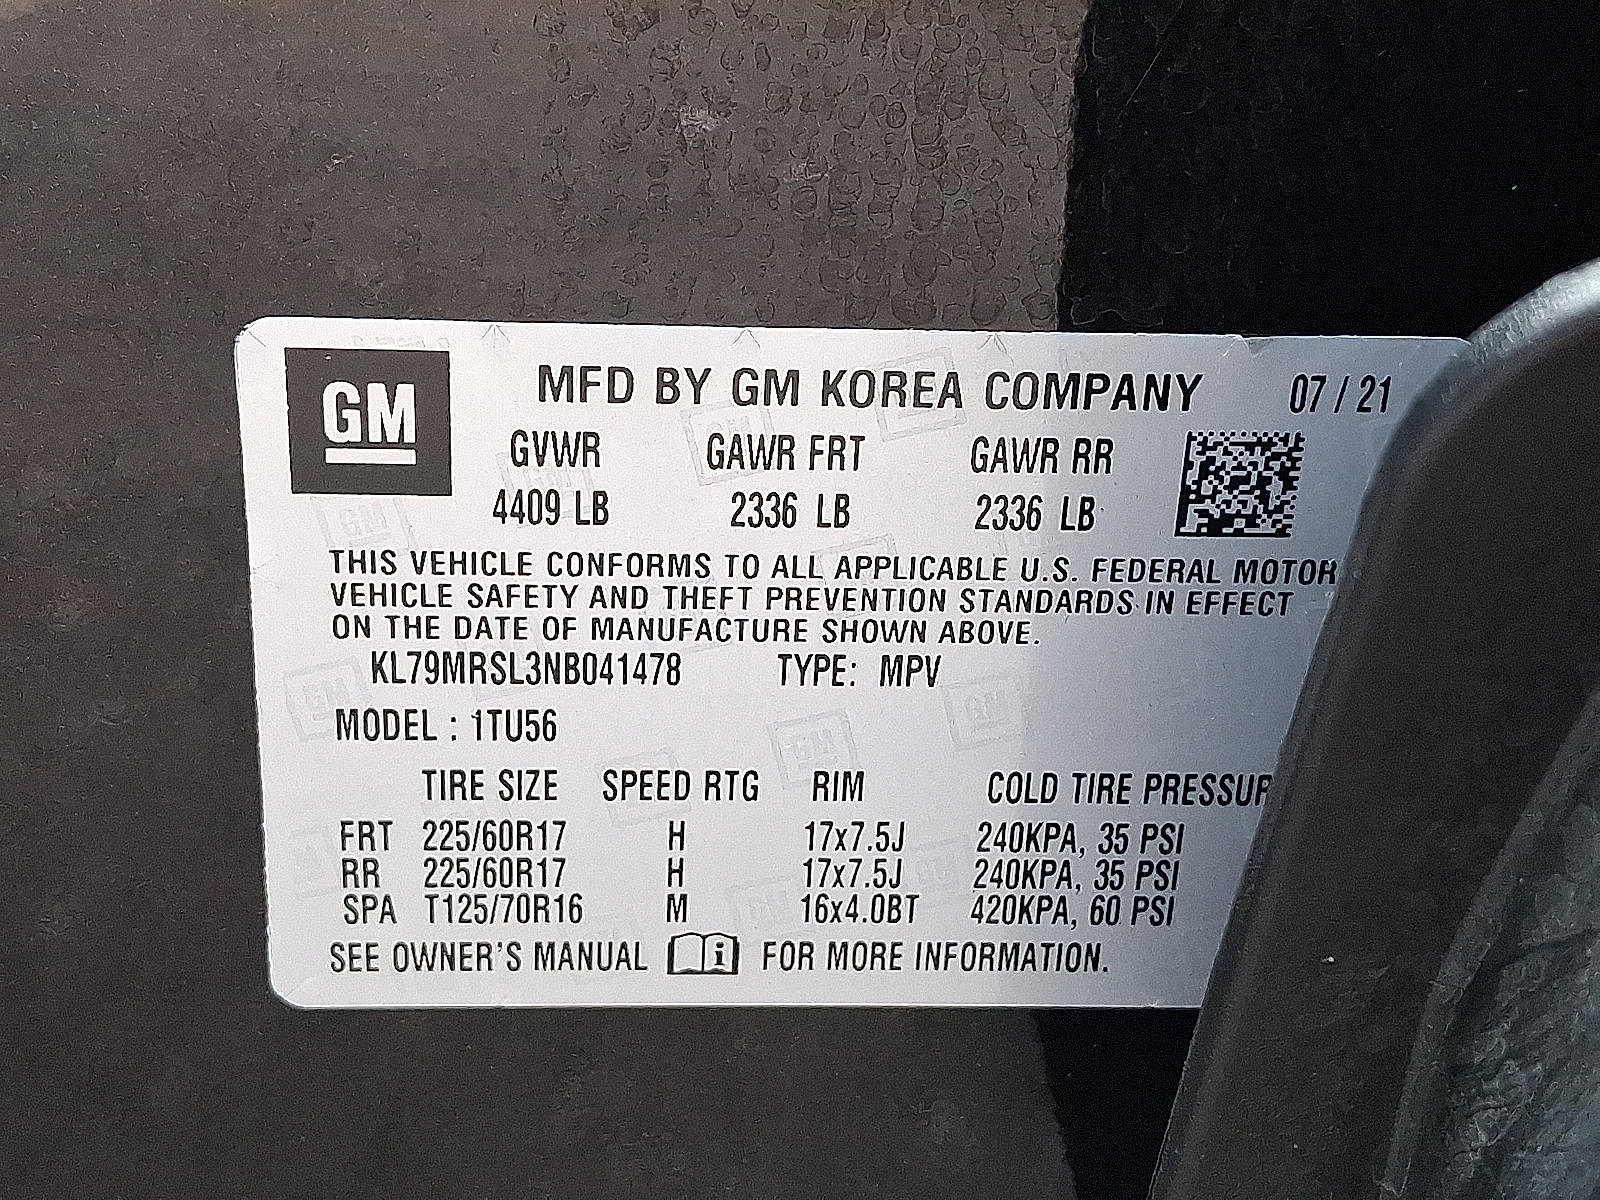 GM
MFD BY GM KOREA COMPANY 07 / 21
GVWR GAWR FRT GAWR RR
4409 LB 2336 LB 2336 LB
THIS VEHICLE CONFORMS TO ALL APPLICABLE U.S. FEDERAL MOTOR
VEHICLE SAFETY AND THEFT PREVENTION STANDARDS IN EFFECT
ON THE DATE OF MANUFACTURE SHOWN ABOVE.
KL79MRSL3NB041478 TYPE: MPV
MODEL : 1TU56
TIRE SIZE SPEED RTG RIM COLD TIRE PRESSUR
FRT 225/60R17 H 17x7.5J 240KPA, 35 PSI
RR 225/60R17 H 17x7.5J 240KPA, 35 PSI
SPA T125/70R16 M 16x4.0BT 420KPA, 60 PSI
SEE OWNER'S MANUAL i FOR MORE INFORMATION.